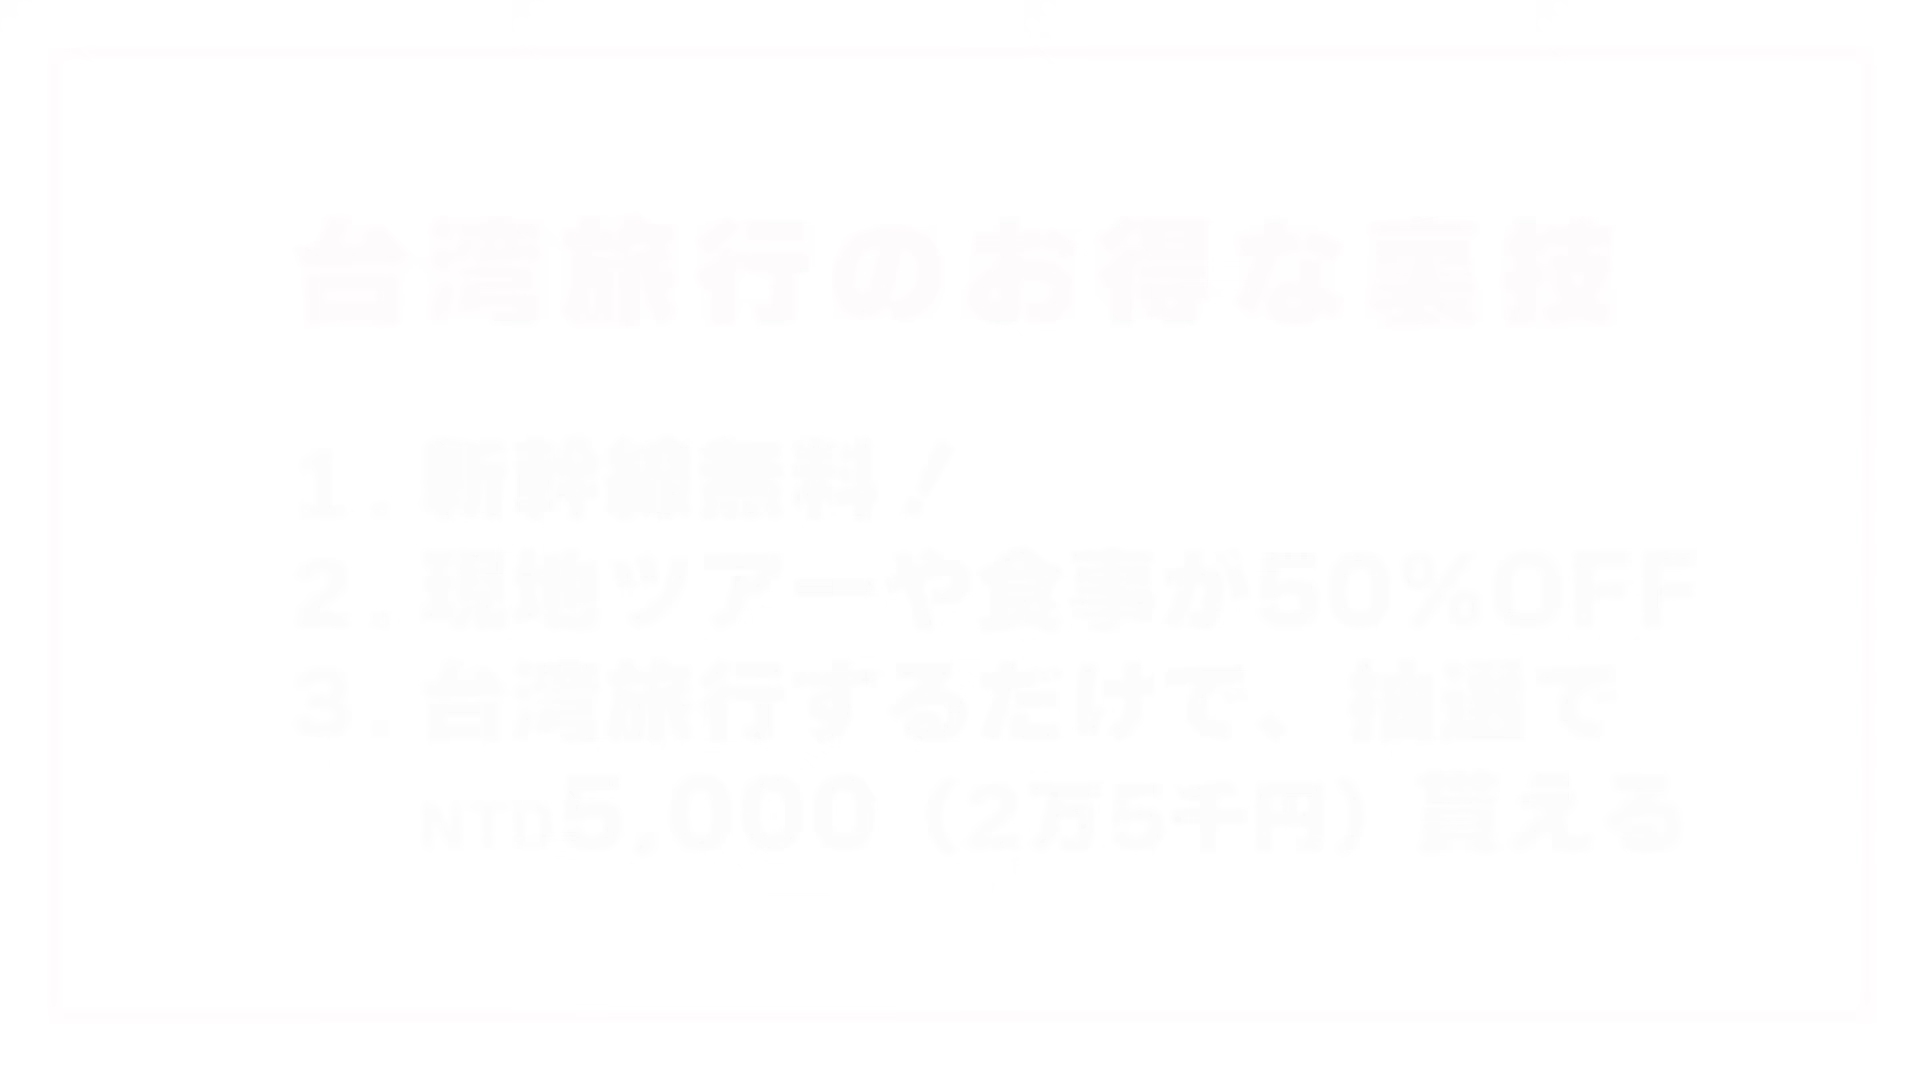 台湾旅行のお得な裏技
1. 新幹線無料！
2. 現地ツアーや食事が50%OFF
3. 台湾旅行するだけで、抽選で
NTD5,000（2万5千円）貰える